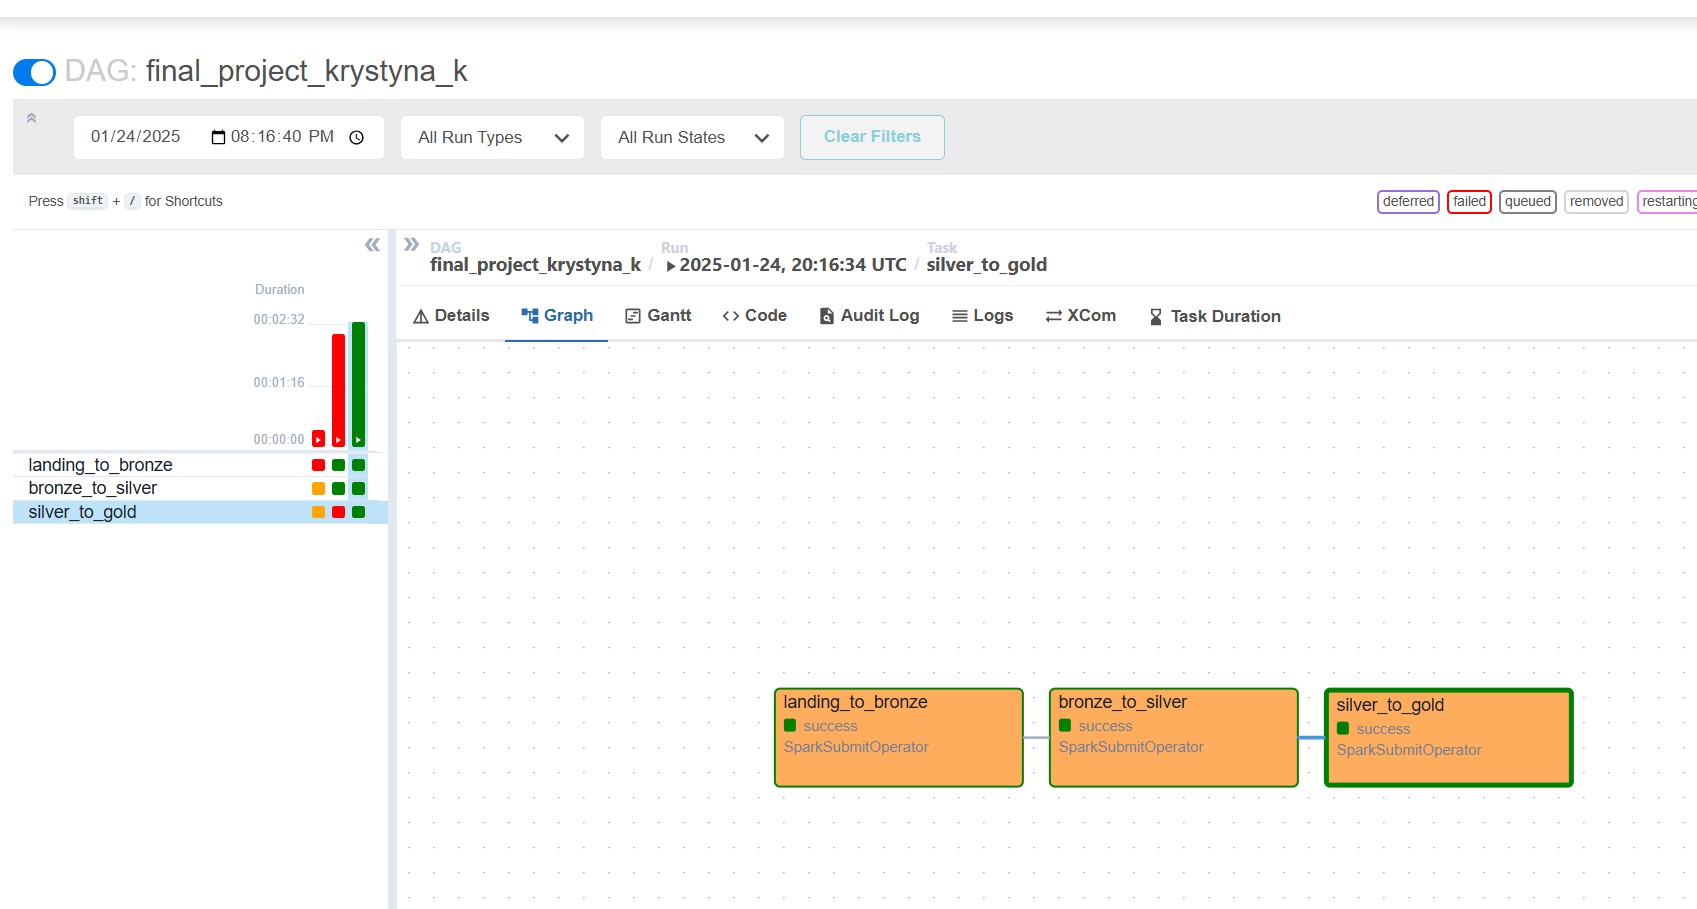 DAG: final_project_krystyna_k
01/24/2025 08:16:40 PM All Run Types All Run States Clear Filters
Press shift + / for Shortcuts
deferred failed queued removed restarting
DAG Run Task
final_project_krystyna_k / 2025-01-24, 20:16:34 UTC / silver_to_gold
Details Graph Gantt Code Audit Log Logs XCom Task Duration
Duration
00:02:32
00:01:16
00:00:00
landing_to_bronze
bronze_to_silver
silver_to_gold
landing_to_bronze
success
SparkSubmitOperator
bronze_to_silver
success
SparkSubmitOperator
silver_to_gold
success
SparkSubmitOperator